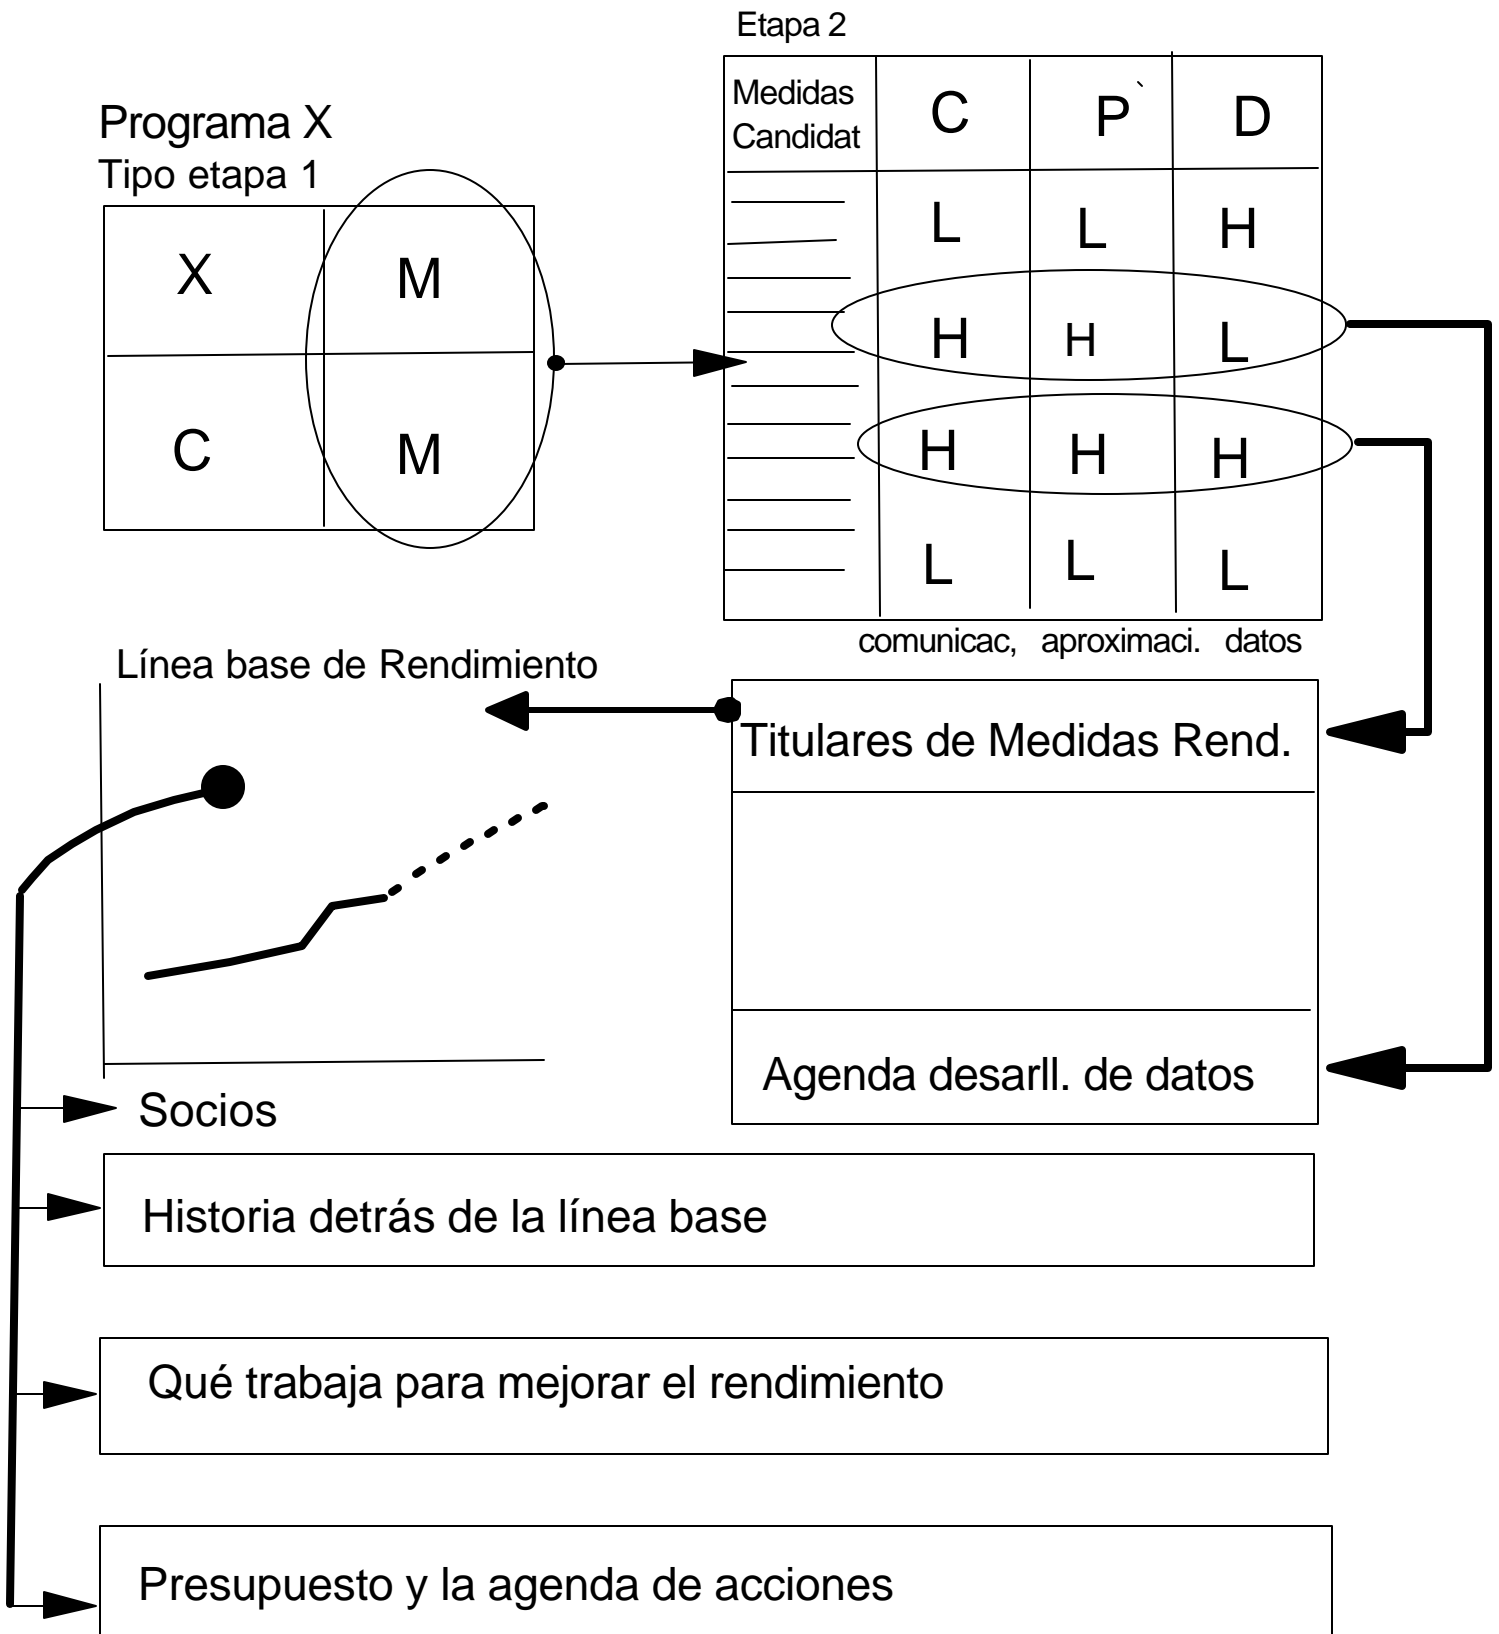 Etapa 2
Programa X
Tipo etapa 1
X M
C M
Medidas
Candidat
C P` D
L L H
H H L
H H H
L L L
comunicac, aproximaci. datos
Línea base de Rendimiento
Titulares de Medidas Rend.
Agenda desarll. de datos
Socios
Historia detrás de la línea base
Qué trabaja para mejorar el rendimiento
Presupuesto y la agenda de acciones